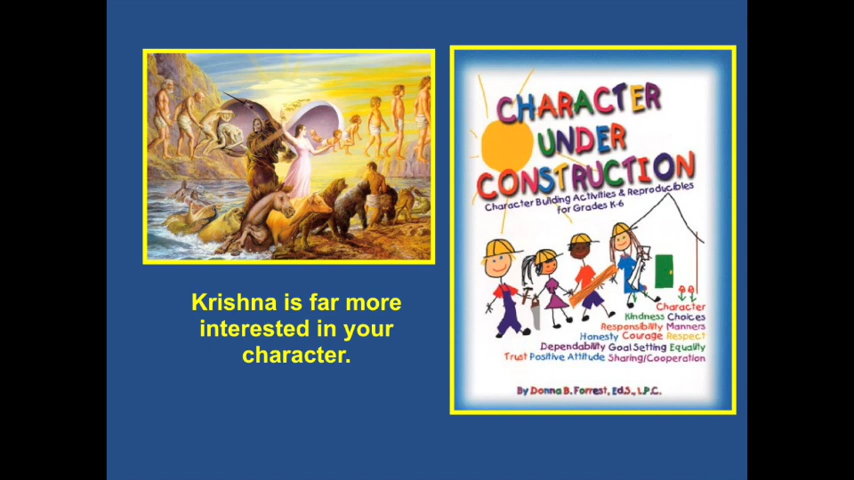 Krishna is far more
interested in your
character.
CHARACTER
UNDER
CONSTRUCTION
Character Building Activities & Reproducibles
for Grades K-6
Character
Kindness Choices
Responsibility Manners
Honesty Courage Respect
Dependability Goal Setting Equality
Trust Positive Attitude Sharing/Cooperation
By Donna B. Forrest, Ed.S., L.P.C.